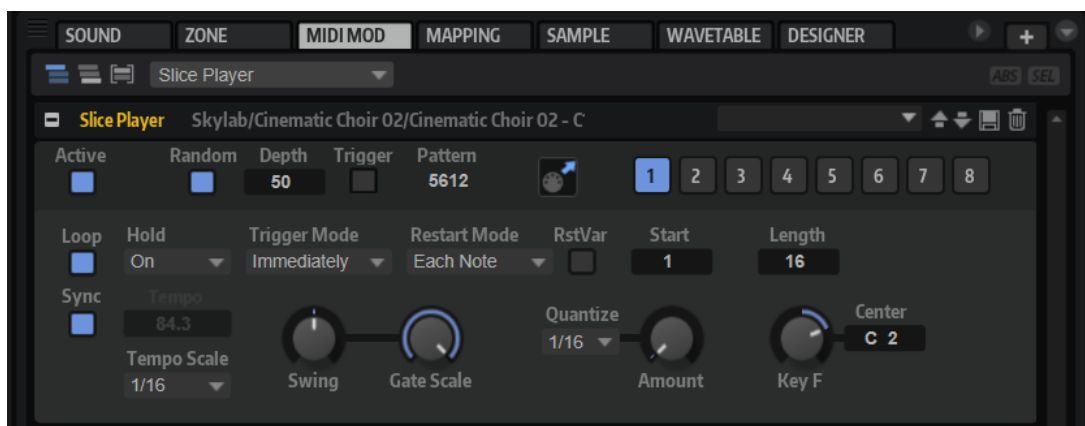 SOUND ZONE MIDI MOD MAPPING SAMPLE WAVETABLE DESIGNER +
Slice Player ABS SEL
Slice Player Skylab/Cinematic Choir 02/Cinematic Choir 02 - C'
Active Random Depth Trigger Pattern
50 5612 1 2 3 4 5 6 7 8
Loop Hold Trigger Mode Restart Mode RstVar Start Length
On Immediately Each Note 1 16
Sync Tempo Quantize Center
84.3 1/16 C 2
Tempo Scale
1/16 Swing Gate Scale Amount Key F